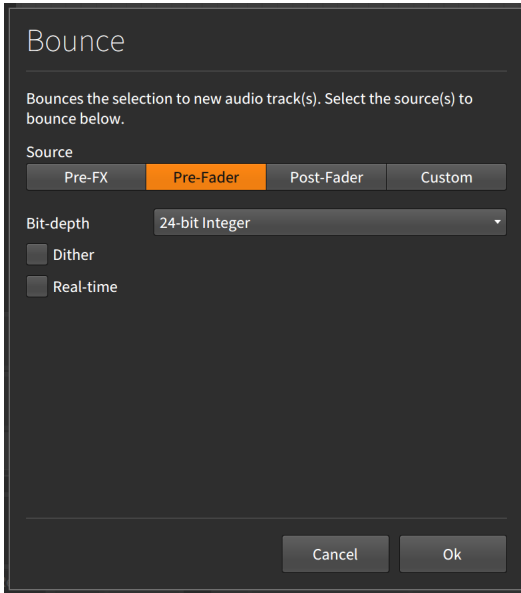 Bounce
Bounces the selection to new audio track(s). Select the source(s) to
bounce below.
Source
Pre-FX Pre-Fader Post-Fader Custom
Bit-depth 24-bit Integer
Dither
Real-time
Cancel Ok